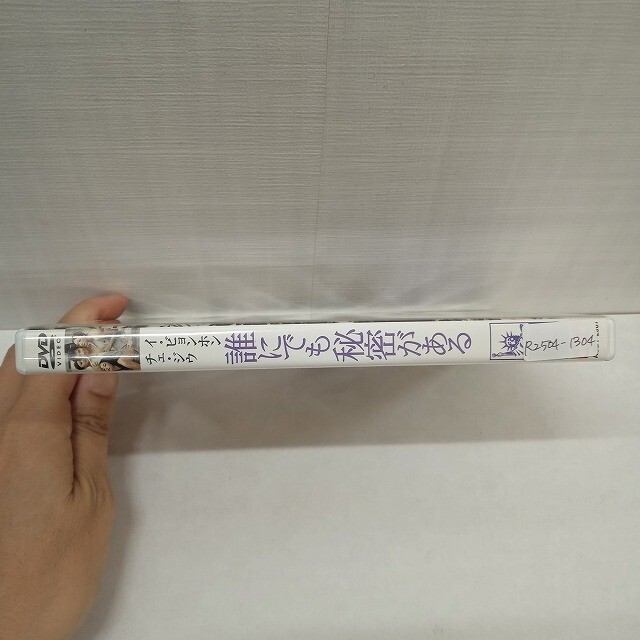 DVD
VIDEO
イ・ビョンホン
チェ・ジウ
誰にでも秘密がある
R2504-1304